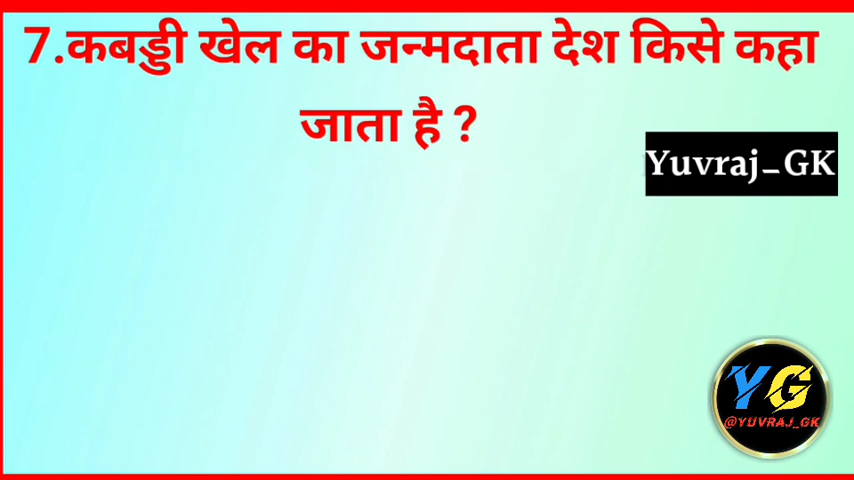 7.कबड्डी खेल का जन्मदाता देश किसे कहा
जाता है ?
Yuvraj_GK
YG
@YUVRAJ_GK